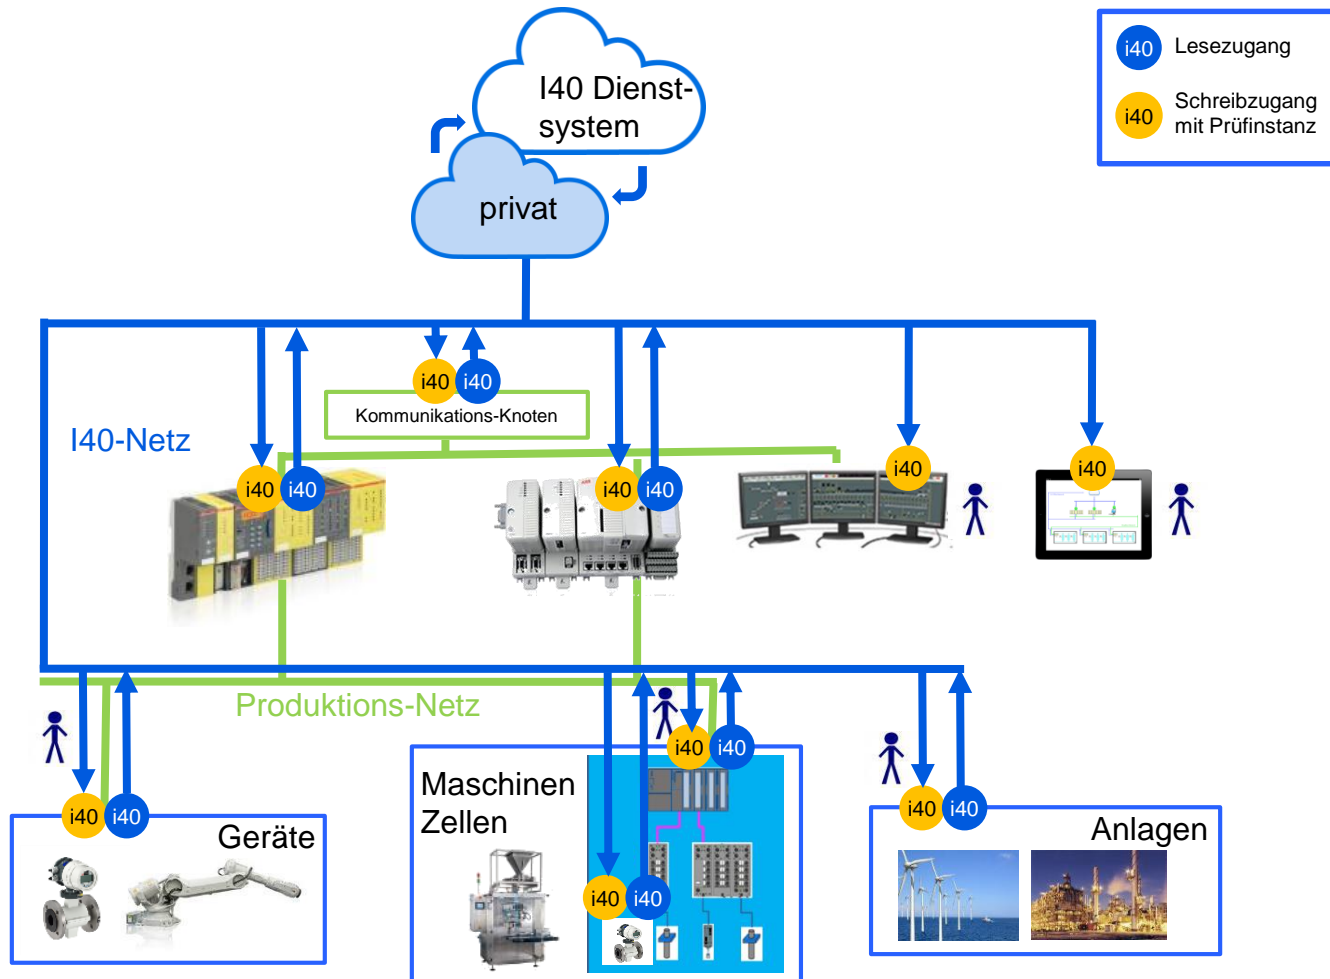 I40 Dienst-
system
privat
i40 Lesezugang
i40 Schreibzugang
mit Prüfinstanz
i40 i40
Kommunikations-Knoten
I40-Netz
i40 i40
i40 i40
i40
i40
Produktions-Netz
i40 i40
Geräte
i40 i40
Maschinen
Zellen
i40 i40
i40 i40
Anlagen